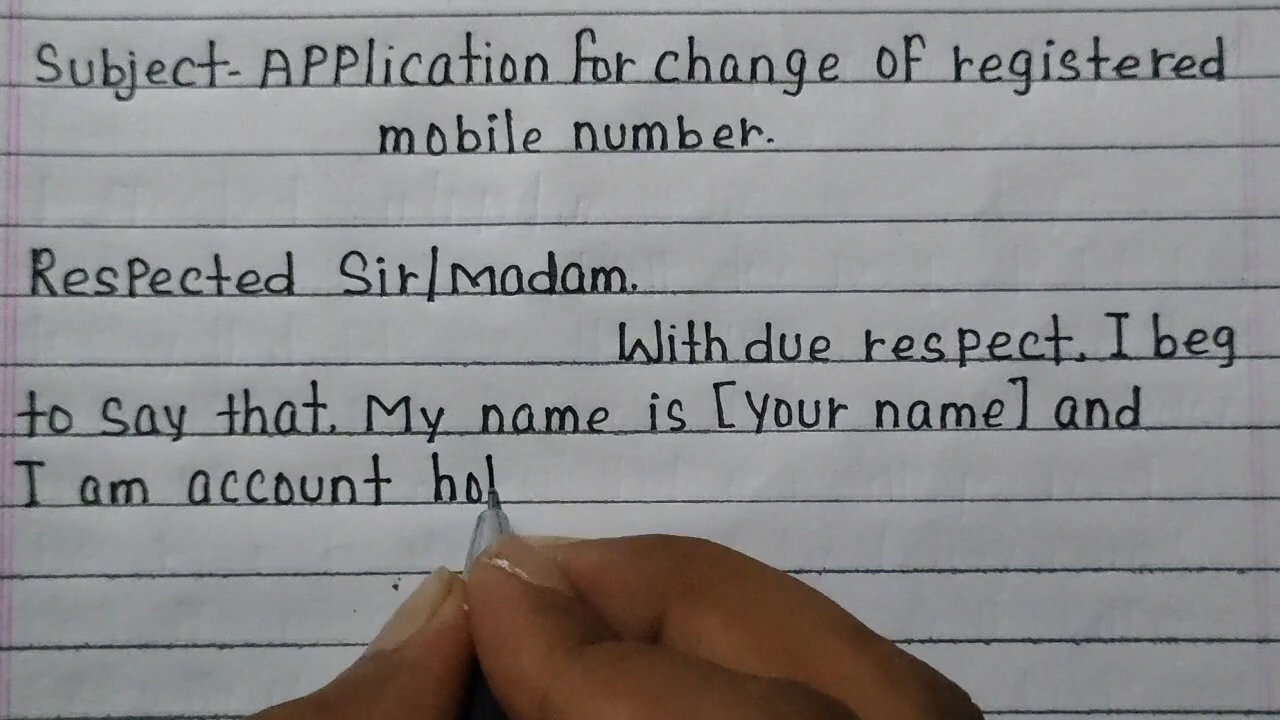 Subject- Application for change of registered
mobile number.
Respected Sir/Madam.
With due respect. I beg
to say that. My name is [your name] and
I am account hol